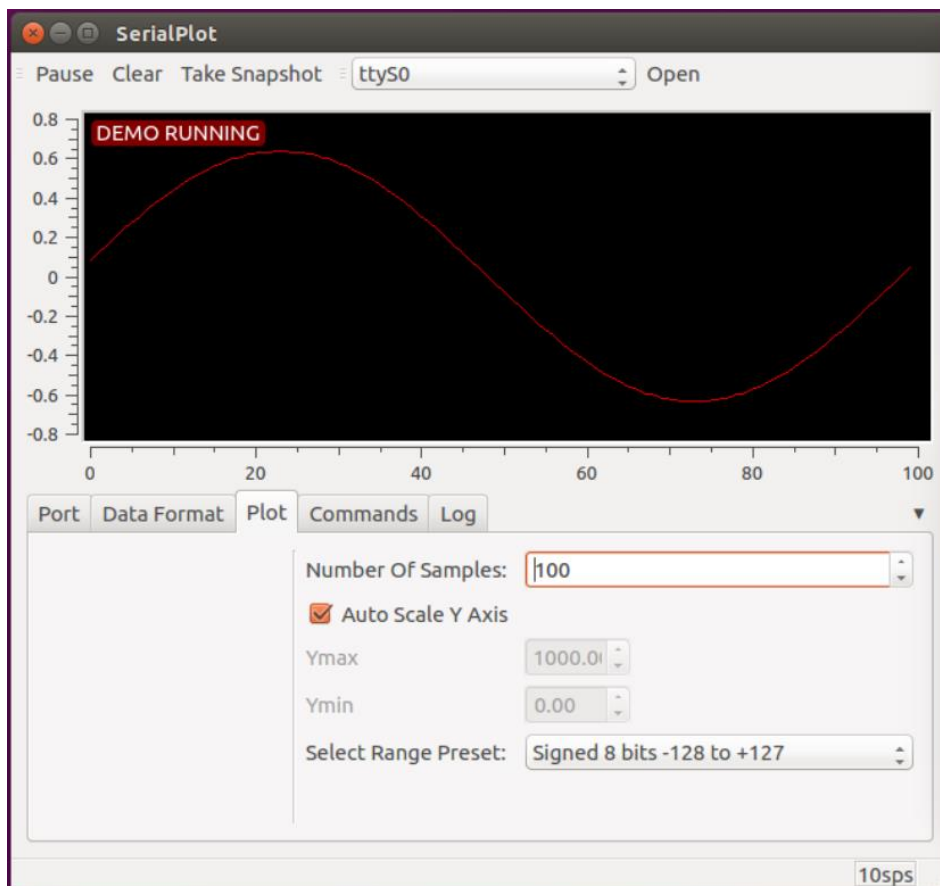 SerialPlot
Pause Clear Take Snapshot ttyS0 Open
DEMO RUNNING
0.8
0.6
0.4
0.2
0
-0.2
-0.4
-0.6
-0.8
0 20 40 60 80 100
Port Data Format Plot Commands Log
Number Of Samples: 100
Auto Scale Y Axis
Ymax
Ymin 0.00
Select Range Preset: Signed 8 bits -128 to +127
10sps